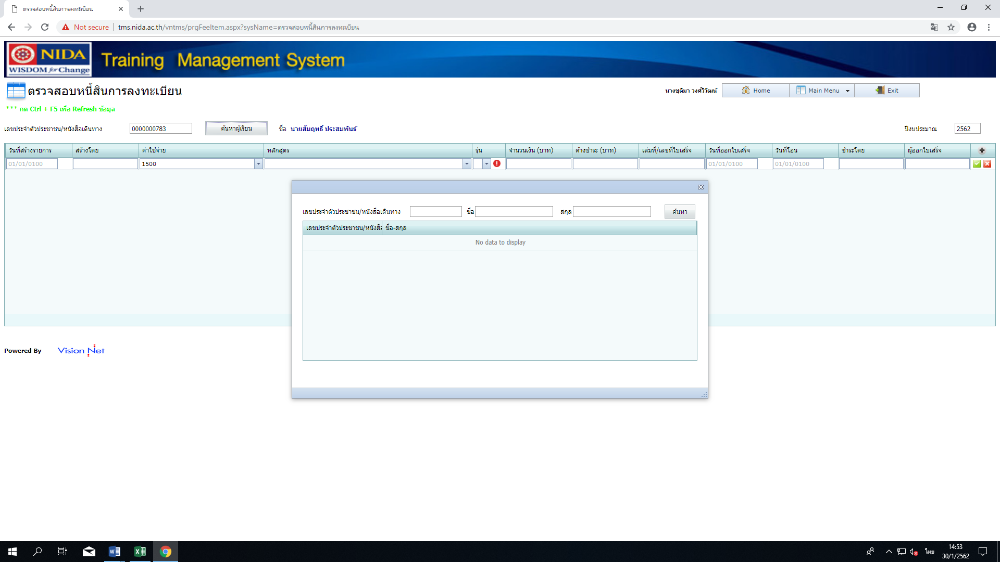 ตรวจสอบหนี้สินการลงทะเบียน
Not secure
tms.nida.ac.th/vntms/prgFeeItem.aspx?sysName=ตรวจสอบหนี้สินการลงทะเบียน
NIDA
WISDOM for Change
Training Management System
ตรวจสอบหนี้สินการลงทะเบียน
นางชุติมา วงศ์วิวัฒน์
Home
Main Menu
Exit
*** กด Ctrl + F5 เพื่อ Refresh ข้อมูล
เลขประจำตัวประชาชน/หนังสือเดินทาง
0000000783
ค้นหาผู้เรียน
ชื่อ นายสัมฤทธิ์ ประสมพันธ์
ปีงบประมาณ
2562
วันที่สร้างรายการ สร้างโดย ค่าใช้จ่าย หลักสูตร รุ่น จำนวนเงิน (บาท) ค้างชำระ (บาท) เล่มที่/เลขที่ใบเสร็จ วันที่ออกใบเสร็จ วันที่โอน ชำระโดย ผู้ออกใบเสร็จ
01/01/0100 1500 01/01/0100 01/01/0100
เลขประจำตัวประชาชน/หนังสือเดินทาง ชื่อ สกุล ค้นหา
เลขประจำตัวประชาชน/หนังสือ ชื่อ-สกุล
No data to display
Powered By Vision Net
ไทย
14:53
30/1/2562